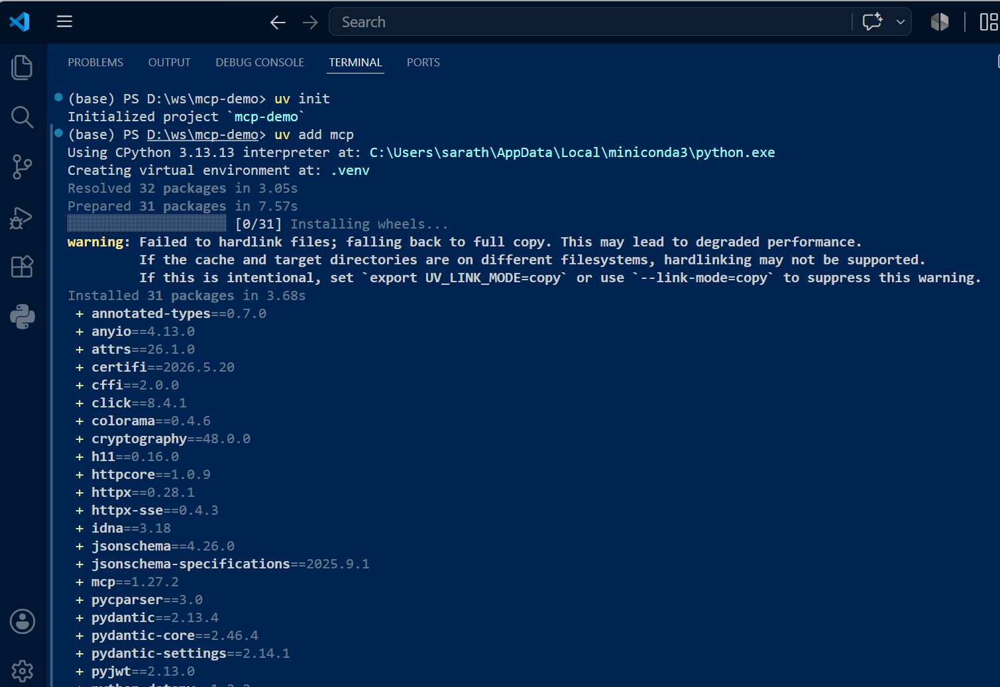 Search
PROBLEMS OUTPUT DEBUG CONSOLE TERMINAL PORTS
(base) PS D:\ws\mcp-demo> uv init
Initialized project `mcp-demo`
(base) PS D:\ws\mcp-demo> uv add mcp
Using CPython 3.13.13 interpreter at: C:\Users\sarath\AppData\Local\miniconda3\python.exe
Creating virtual environment at: .venv
Resolved 32 packages in 3.05s
Prepared 31 packages in 7.57s
[0/31] Installing wheels...
warning: Failed to hardlink files; falling back to full copy. This may lead to degraded performance.
If the cache and target directories are on different filesystems, hardlinking may not be supported.
If this is intentional, set `export UV_LINK_MODE=copy` or use `--link-mode=copy` to suppress this warning.
Installed 31 packages in 3.68s
+ annotated-types==0.7.0
+ anyio==4.13.0
+ attrs==26.1.0
+ certifi==2026.5.20
+ cffi==2.0.0
+ click==8.4.1
+ colorama==0.4.6
+ cryptography==48.0.0
+ h11==0.16.0
+ httpcore==1.0.9
+ httpx==0.28.1
+ httpx-sse==0.4.3
+ idna==3.18
+ jsonschema==4.26.0
+ jsonschema-specifications==2025.9.1
+ mcp==1.27.2
+ pycparser==3.0
+ pydantic==2.13.4
+ pydantic-core==2.46.4
+ pydantic-settings==2.14.1
+ pyjwt==2.13.0